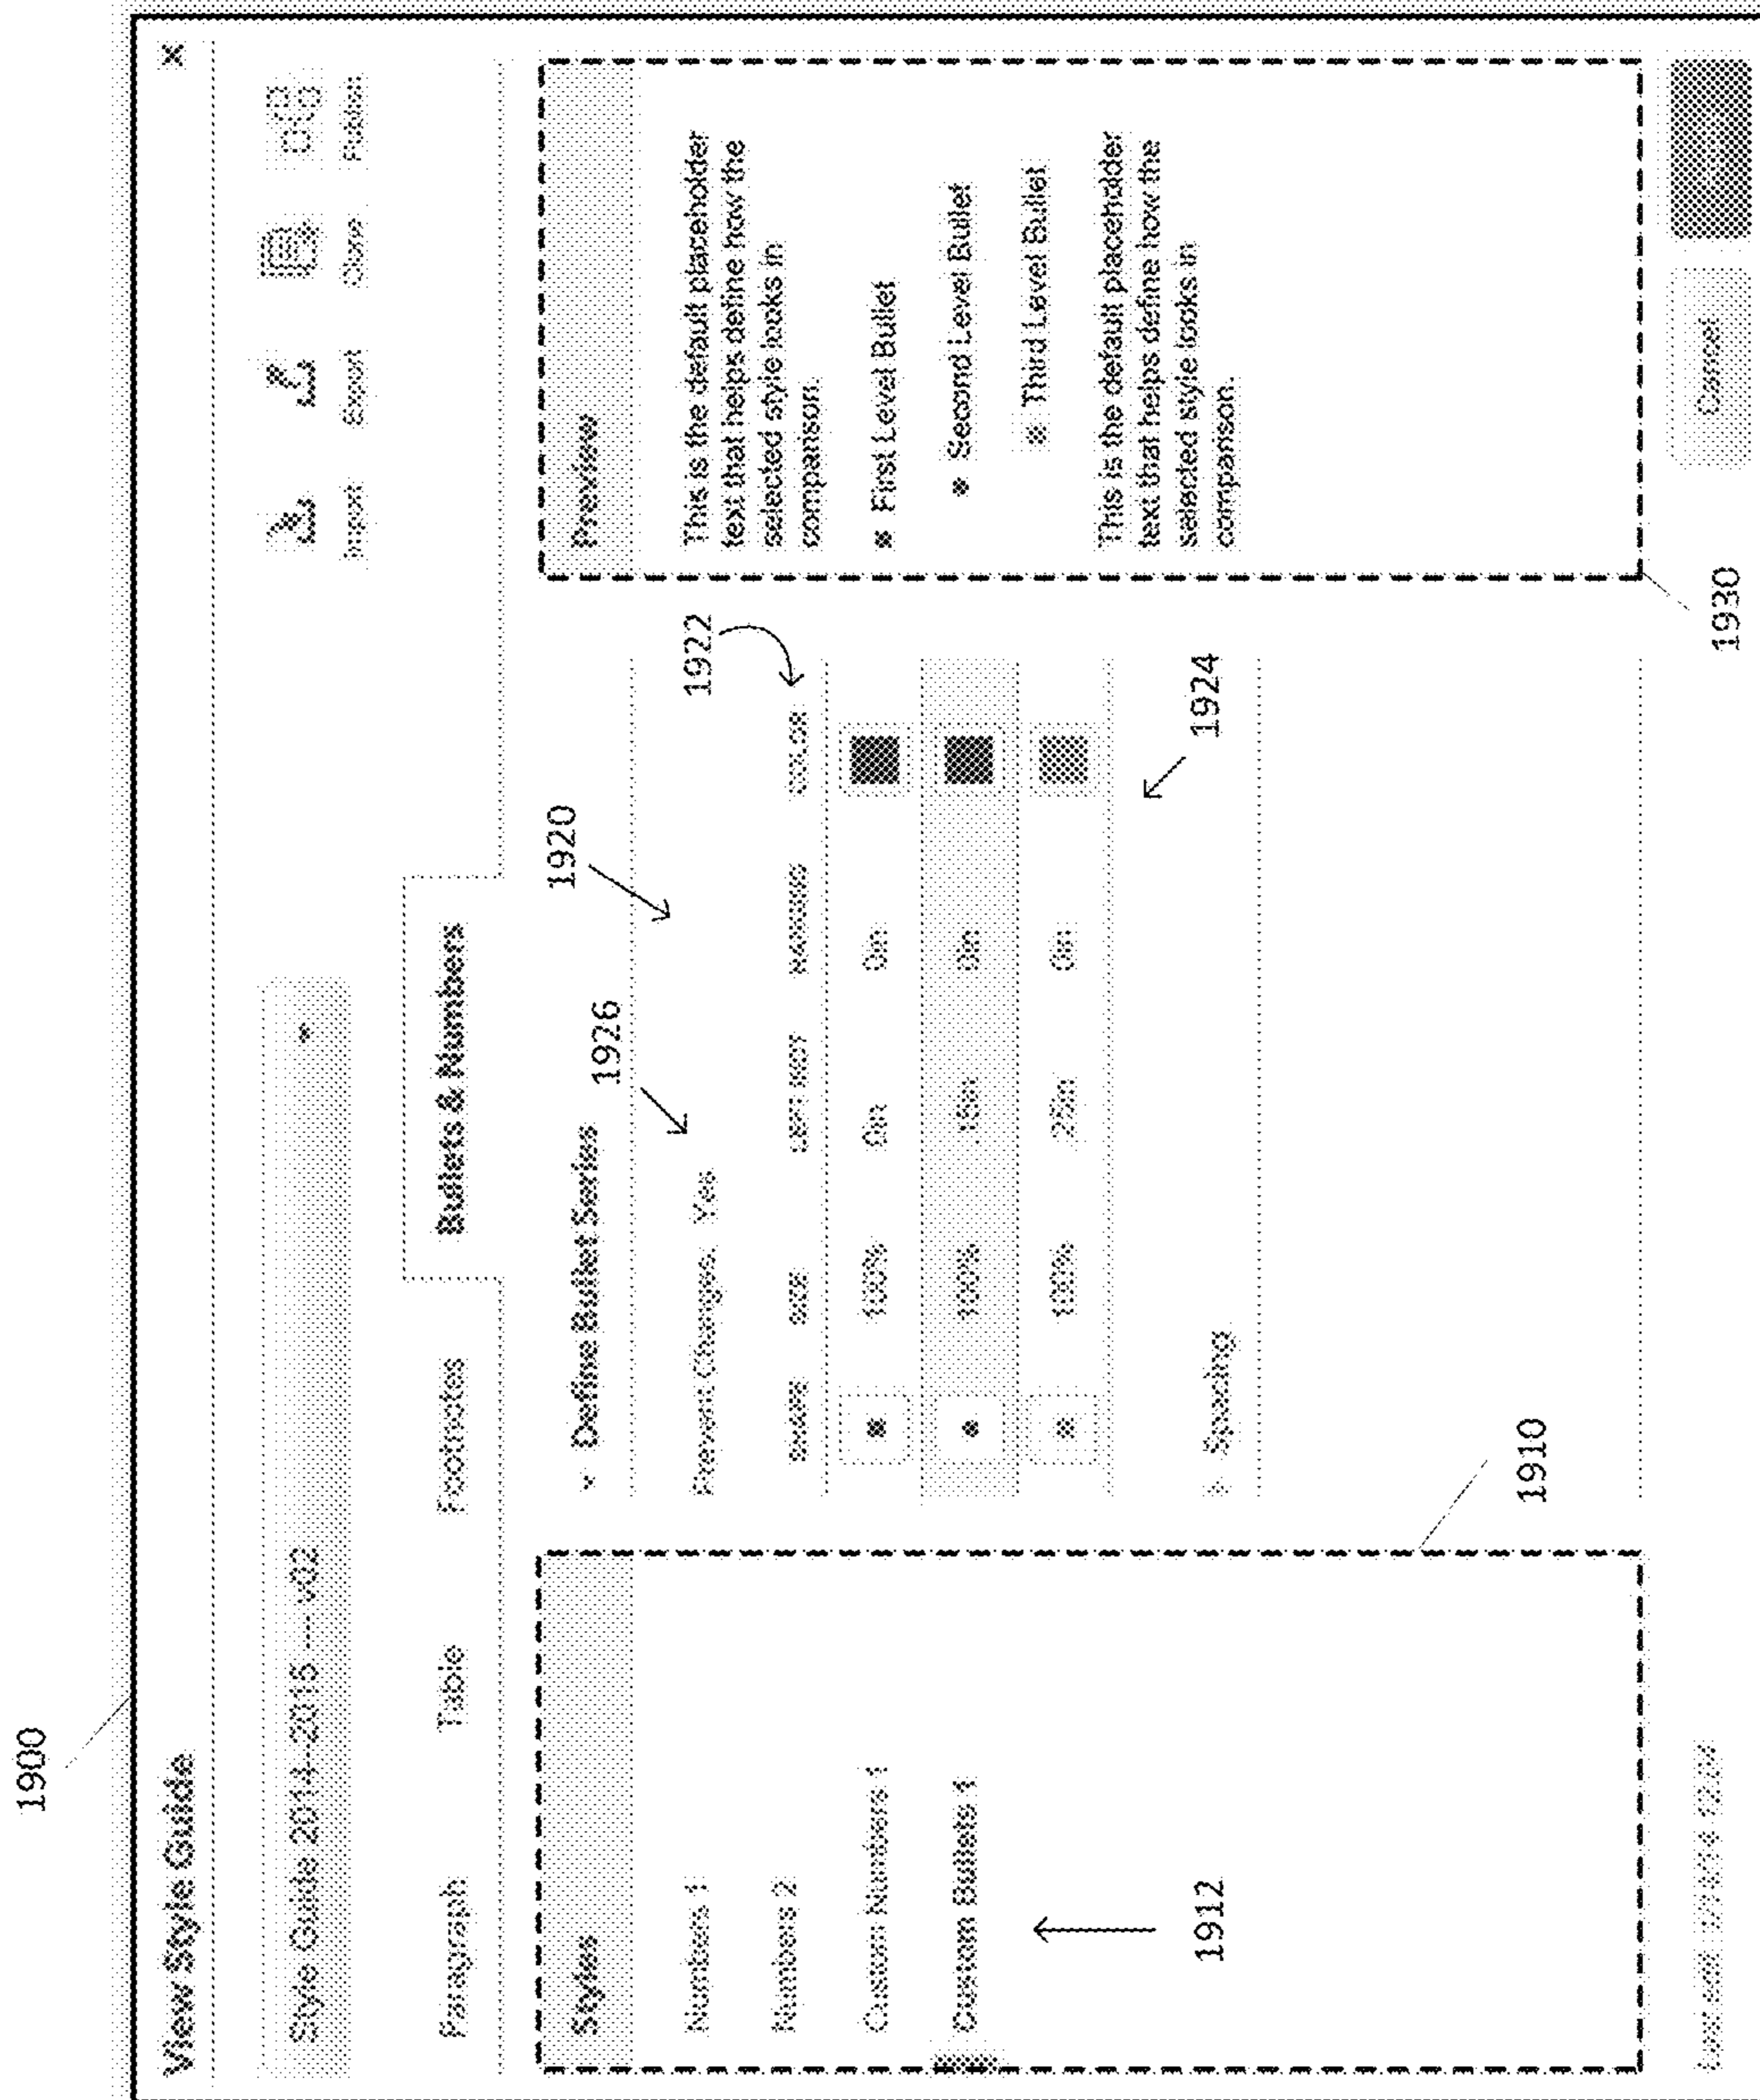 1900
View Style Guide
x
Style Guide 2014-2015 ---- v02
Import
Export
Clone
Publish
Paragraph
Table
Footnotes
Bullets & Numbers
Styles
Numbers 1
Numbers 2
Custom Numbers 1
Custom Bullets 1
1912
1910
Define Bullet Series
1926
1920
Prevent Changes: Yes
1922
SHAPE SIZE LEFT INDT HANGING COLOR
100% 0in 0in
100% 0in
100% .25in 0in
1924
Spacing
Preview
This is the default placeholder
text that helps define how the
selected style looks in
comparison.
First Level Bullet
Second Level Bullet
Third Level Bullet
This is the default placeholder
text that helps define how the
selected style looks in
comparison.
1930
Cancel